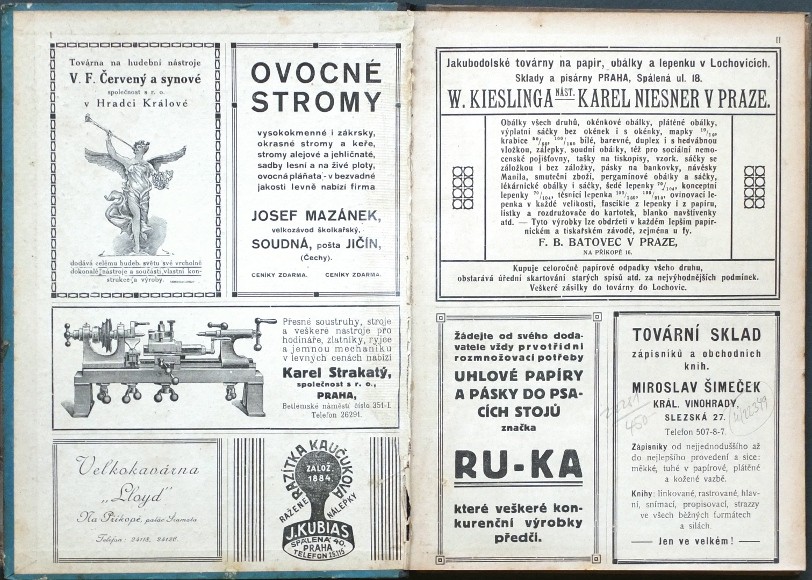 I
Továrna na hudební nástroje
V. F. Červený a synové
společnost s r. o.
v Hradci Králové
dodává celému hudeb. světu své vrcholně
dokonalé nástroje a součásti vlastní kon-
strukce a výroby.
OVOCNÉ
STROMY
vysokokmenné i zákrsky,
okrasné stromy a keře,
stromy alejové a jehličnaté,
sadby lesní a na živé ploty,
ovocná pláňata - v bezvadné
jakosti levně nabízí firma
JOSEF MAZÁNEK,
velkozávod školkařský,
SOUDNÁ, pošta JIČÍN,
(Čechy).
CENÍKY ZDARMA. CENÍKY ZDARMA.
Přesné soustruhy, stroje
a veškeré nástroje pro
hodináře, zlatníky, ryjce
a jemnou mechaniku
v levných cenách nabízí
Karel Strakatý,
společnost s r. o.,
PRAHA,
Betlemské náměstí číslo 351-I.
Telefon 26291.
Velkokavárna
„Lloyd"
Na Příkopě, palác Sramota
Telefon: 24118, 24126.
RAZÍTKA KAUČUKOVÁ
ZALOŽ.
1884.
RAŽENÉ NÁLEPKY
J. KUBIAS
SPÁLENÁ 40.
PRAHA
TELEFON 25115
II
Jakubodolské továrny na papír, obálky a lepenku v Lochovicích.
Sklady a písárny PRAHA, Spálená ul. 18.
W. KIESLINGA NÁST. KAREL NIESNER V PRAZE.
Obálky všech druhů, okénkové obálky, plátěné obálky,
výplatní sáčky bez okének i s okénky, mapky
krabice bílé, barevné, duplex i s hedvábnou
vložkou, zálepky, soudní obálky, též pro sociální nemo-
censké pojišťovny, tašky na tiskopisy, vzork. sáčky se
záložkou i bez záložky, pásky na bankovky, návěsky
Manila, smuteční zboží, pergaminové obálky a sáčky,
lékárnické obálky i sáčky, šedé lepenky konceptní
lepenky těsnicí lepenka ovinovací le-
penka v každé velikosti, fascikle z lepenky i z papíru,
lístky a rozdružovače do kartotek, blanko navštívenky
atd. — Tyto výrobky lze obdržeti v každém lepším papír-
nickém a tiskařském závodě, zejména u fy.
F. B. BATOVEC V PRAZE,
NA PŘÍKOPĚ 16.
Kupuje celoročně papírové odpadky všeho druhu,
obstarává úřední skartování starých spisů atd. za nejvýhodnějších podmínek.
Veškeré zásilky do továrny do Lochovic.
Žádejte od svého doda-
vatele vždy prvotřídní
rozmnožovací potřeby
UHLOVÉ PAPÍRY
A PÁSKY DO PSA-
CÍCH STOJŮ
značka
RU-KA
které veškeré kon-
kurenční výrobky
předčí.
TOVÁRNÍ SKLAD
zápisníků a obchodních
knih.
MIROSLAV ŠIMEČEK
KRÁL. VINOHRADY,
SLEZSKÁ 27.
Telefon 507-8-7.
Zápisníky od nejjednoduššího až
do nejlepšího provedení a sice:
měkké, tuhé v papírové, plátěné
a kožené vazbě.
Knihy: linkované, rastrované, hlav-
ní, snímací, propisovací, strazzy
ve všech běžných formátech
a silách.
Jen ve velkém!